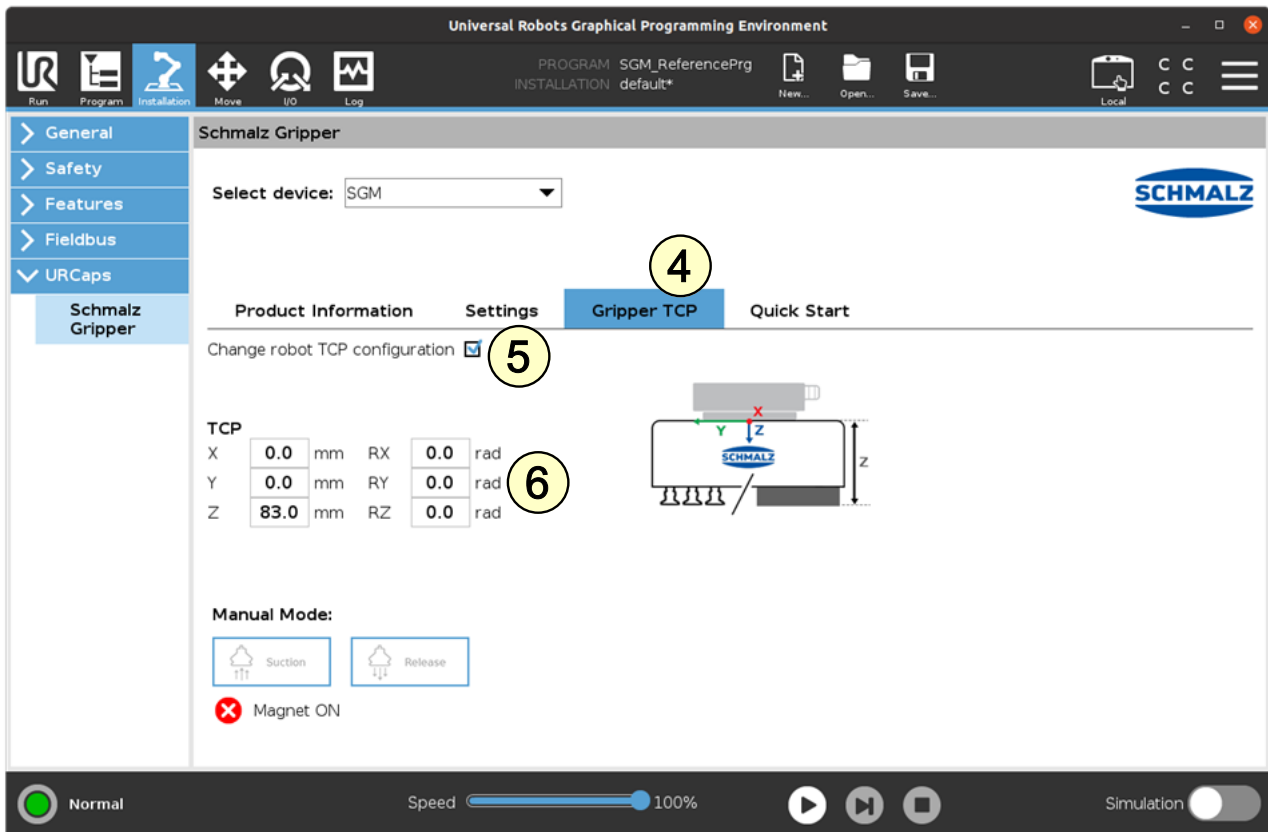 Universal Robots Graphical Programming Environment
Run
Program
Installation
Move
I/O
Log
PROGRAM SGM_ReferencePrg
INSTALLATION default*
New...
Open...
Save...
Local
C C
C C
General
Safety
Features
Fieldbus
URCaps
Schmalz
Gripper
Schmalz Gripper
Select device: SGM
SCHMALZ
4
Product Information Settings Gripper TCP Quick Start
Change robot TCP configuration
5
TCP
X 0.0 mm RX 0.0 rad
Y 0.0 mm RY 0.0 rad
Z 83.0 mm RZ 0.0 rad
6
X
Y Z
SCHMALZ
Z
Manual Mode:
Suction Release
Magnet ON
Normal
Speed 100%
Simulation